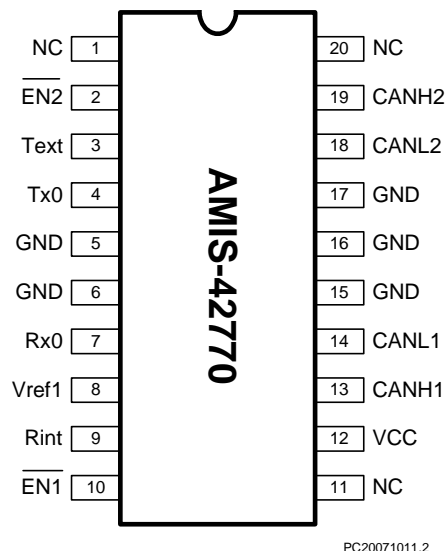 NC 1 20 NC
EN2 2 19 CANH2
Text 3 18 CANL2
Tx0 4 17 GND
GND 5 16 GND
GND 6 15 GND
Rx0 7 14 CANL1
Vref1 8 13 CANH1
Rint 9 12 VCC
EN1 10 11 NC
AMIS-42770
PC20071011.2